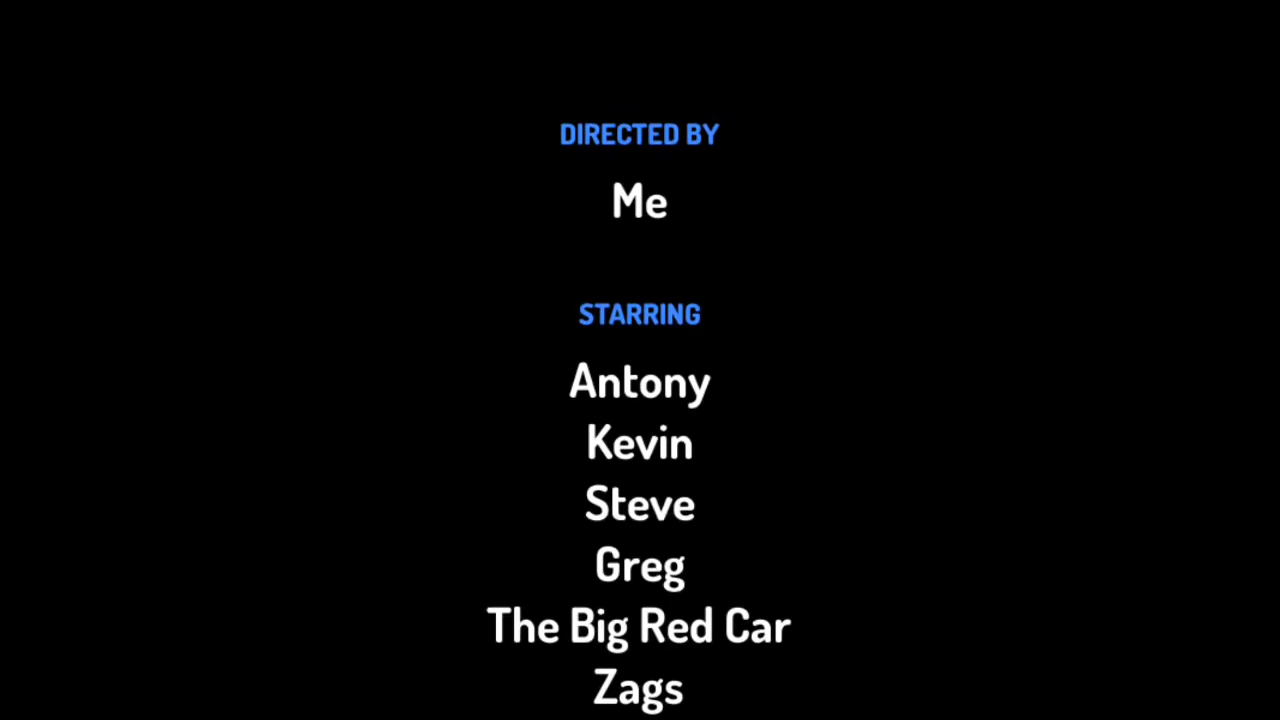 DIRECTED BY
Me
STARRING
Antony
Kevin
Steve
Greg
The Big Red Car
Zags